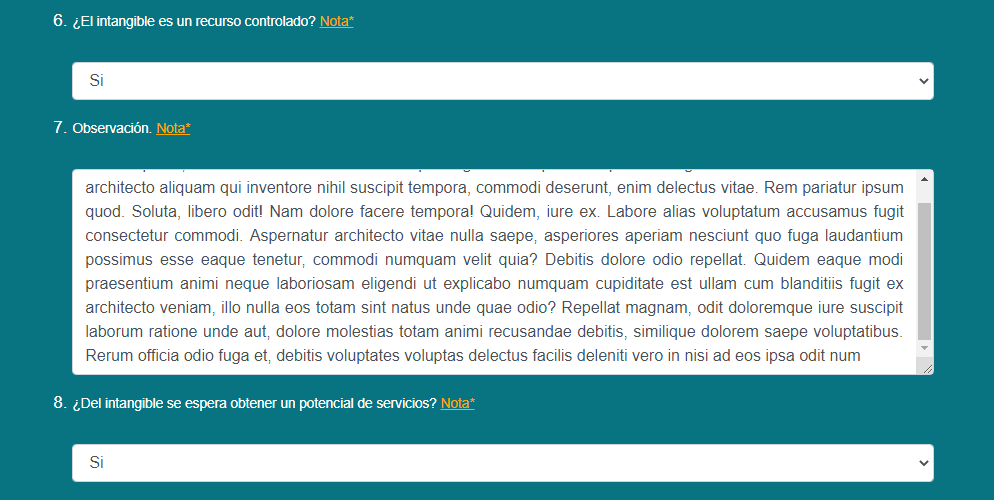 6. ¿El intangible es un recurso controlado? Nota*
Si
7. Observación. Nota*
architecto aliquam qui inventore nihil suscipit tempora, commodi deserunt, enim delectus vitae. Rem pariatur ipsum
quod. Soluta, libero odit! Nam dolore facere tempora! Quidem, iure ex. Labore alias voluptatum accusamus fugit
consectetur commodi. Aspernatur architecto vitae nulla saepe, asperiores aperiam nesciunt quo fuga laudantium
possimus esse eaque tenetur, commodi numquam velit quia? Debitis dolore odio repellat. Quidem eaque modi
praesentium animi neque laboriosam eligendi ut explicabo numquam cupiditate est ullam cum blanditiis fugit ex
architecto veniam, illo nulla eos totam sint natus unde quae odio? Repellat magnam, odit doloremque iure suscipit
laborum ratione unde aut, dolore molestias totam animi recusandae debitis, similique dolorem saepe voluptatibus.
Rerum officia odio fuga et, debitis voluptates voluptas delectus facilis deleniti vero in nisi ad eos ipsa odit num
8. ¿Del intangible se espera obtener un potencial de servicios? Nota*
Si